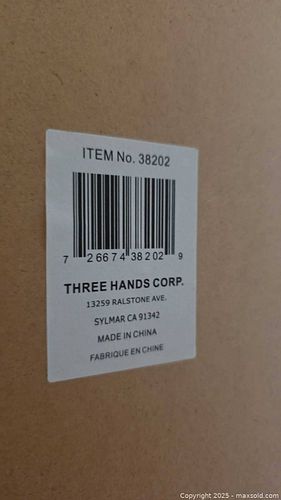 ITEM No. 38202
7 26674 38202 9
THREE HANDS CORP.
13259 RALSTONE AVE.
SYLMAR CA 91342
MADE IN CHINA
FABRIQUE EN CHINE
Copyright © 2025 - maxsold.com